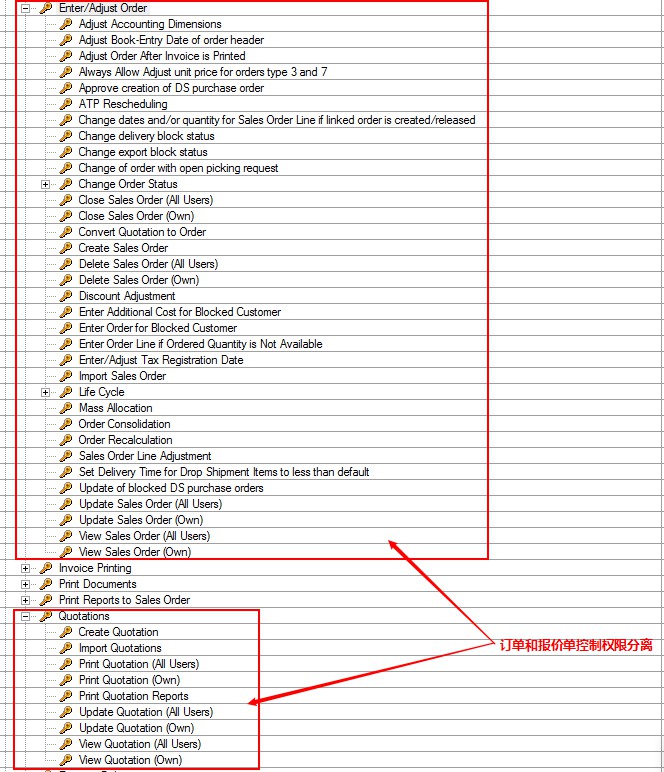 Enter/Adjust Order
Adjust Accounting Dimensions
Adjust Book-Entry Date of order header
Adjust Order After Invoice is Printed
Always Allow Adjust unit price for orders type 3 and 7
Approve creation of DS purchase order
ATP Rescheduling
Change dates and/or quantity for Sales Order Line if linked order is created/released
Change delivery block status
Change export block status
Change of order with open picking request
Change Order Status
Close Sales Order (All Users)
Close Sales Order (Own)
Convert Quotation to Order
Create Sales Order
Delete Sales Order (All Users)
Delete Sales Order (Own)
Discount Adjustment
Enter Additional Cost for Blocked Customer
Enter Order for Blocked Customer
Enter Order Line if Ordered Quantity is Not Available
Enter/Adjust Tax Registration Date
Import Sales Order
Life Cycle
Mass Allocation
Order Consolidation
Order Recalculation
Sales Order Line Adjustment
Set Delivery Time for Drop Shipment Items to less than default
Update of blocked DS purchase orders
Update Sales Order (All Users)
Update Sales Order (Own)
View Sales Order (All Users)
View Sales Order (Own)
Invoice Printing
Print Documents
Print Reports to Sales Order
Quotations
Create Quotation
Import Quotations
订单和报价单控制权限分离
Print Quotation (All Users)
Print Quotation (Own)
Print Quotation Reports
Update Quotation (All Users)
Update Quotation (Own)
View Quotation (All Users)
View Quotation (Own)